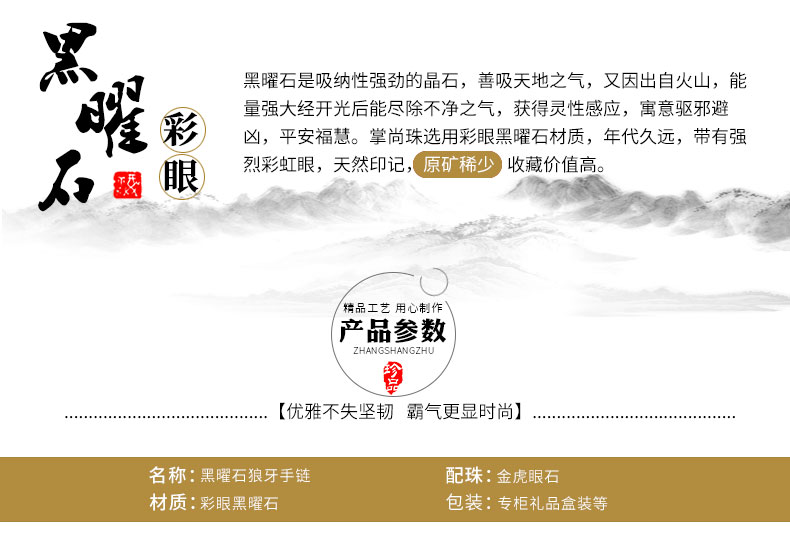 黑曜石
彩眼
黑曜石是吸纳性强劲的晶石，善吸天地之气，又因出自火山，能
量强大经开光后能尽除不净之气，获得灵性感应，寓意驱邪避
凶，平安福慧。掌尚珠选用彩眼黑曜石材质，年代久远，带有强
烈彩虹眼，天然印记，原矿稀少 收藏价值高。
精品工艺 用心制作
产品参数
ZHANGSHANGZHU
珍品
【优雅不失坚韧 霸气更显时尚】
名称：黑曜石狼牙手链
配珠：金虎眼石
材质：彩眼黑曜石
包装：专柜礼品盒装等